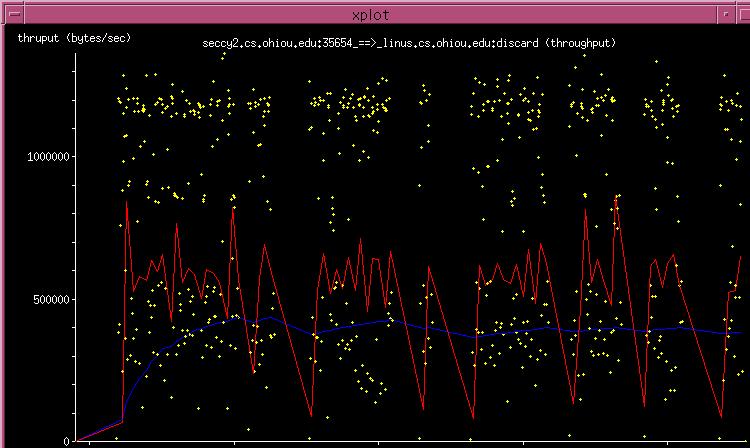 xplot
thruput (bytes/sec)
seccy2.cs.ohiou.edu:35654_==>_linus.cs.ohiou.edu:discard (throughput)
1000000
500000
0